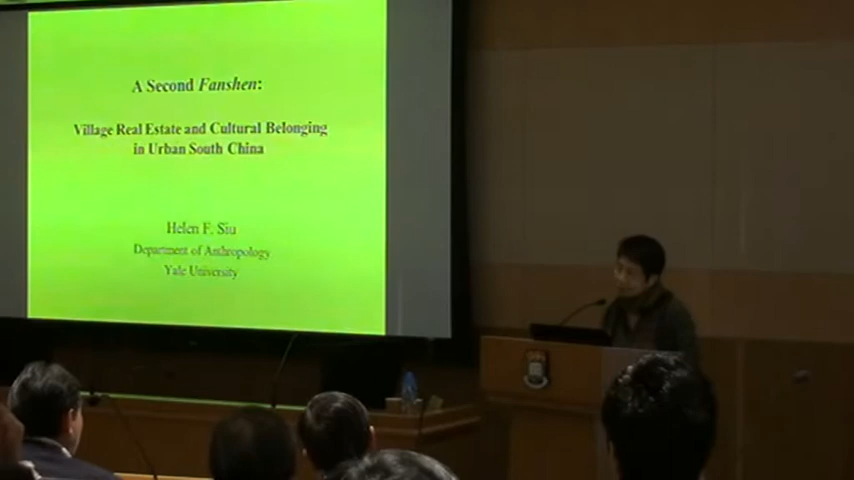 A Second Fanshen:
Village Real Estate and Cultural Belonging
in Urban South China
Helen F. Siu
Department of Anthropology
Yale University